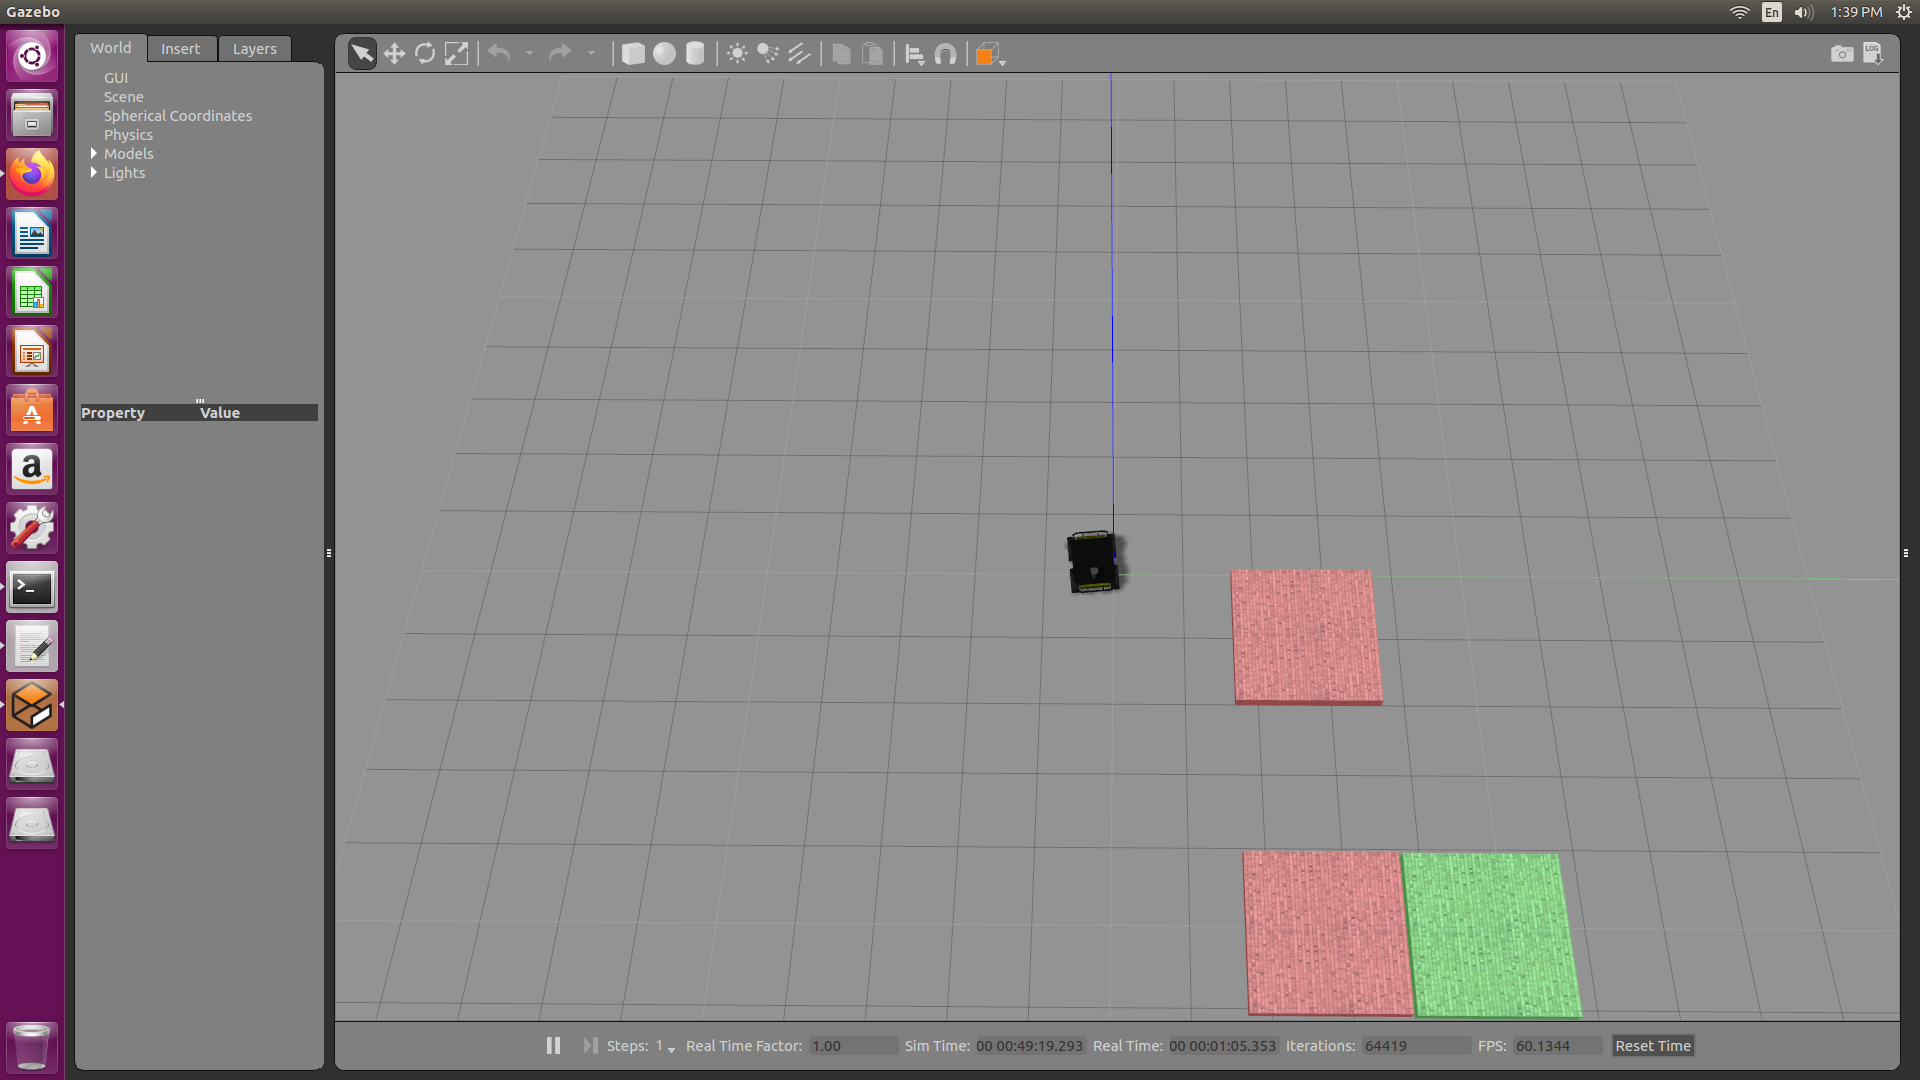 Gazebo
En
1:39 PM
World
Insert
Layers
LOG
GUI
Scene
Spherical Coordinates
Physics
Models
Lights
Property Value
Steps: 1 Real Time Factor: 1.00 Sim Time: 00 00:49:19.293 Real Time: 00 00:01:05.353 Iterations: 64419 FPS: 60.1344 Reset Time